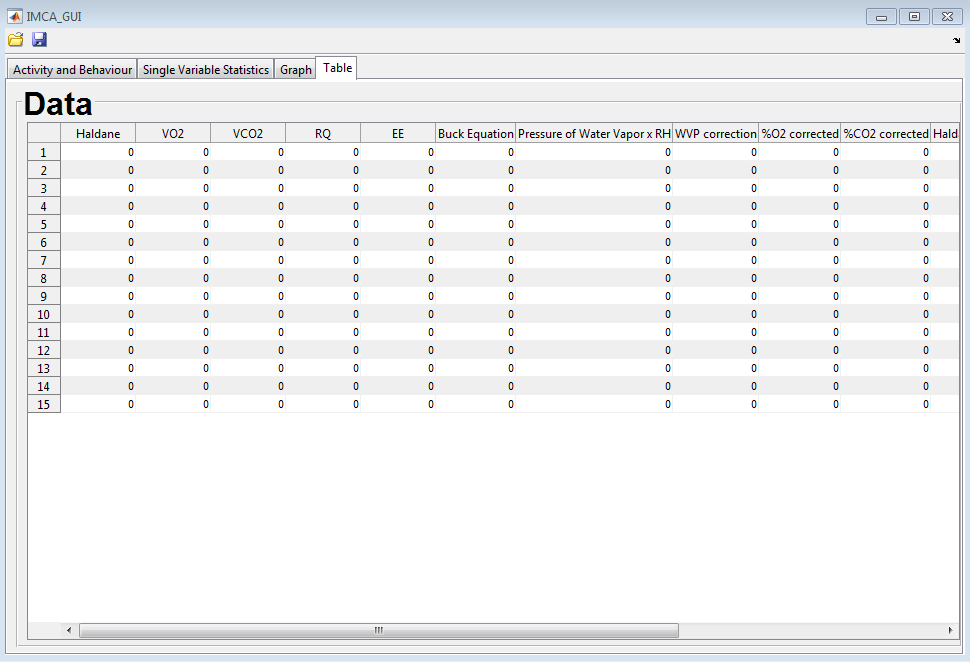 IMCA_GUI
Activity and Behaviour Single Variable Statistics Graph Table
Data
Haldane VO2 VCO2 RQ EE Buck Equation Pressure of Water Vapor x RH WVP correction %O2 corrected %CO2 corrected Hald
1 0 0 0 0 0 0 0 0 0 0
2 0 0 0 0 0 0 0 0 0 0
3 0 0 0 0 0 0 0 0 0 0
4 0 0 0 0 0 0 0 0 0 0
5 0 0 0 0 0 0 0 0 0 0
6 0 0 0 0 0 0 0 0 0 0
7 0 0 0 0 0 0 0 0 0 0
8 0 0 0 0 0 0 0 0 0 0
9 0 0 0 0 0 0 0 0 0 0
10 0 0 0 0 0 0 0 0 0 0
11 0 0 0 0 0 0 0 0 0 0
12 0 0 0 0 0 0 0 0 0 0
13 0 0 0 0 0 0 0 0 0 0
14 0 0 0 0 0 0 0 0 0 0
15 0 0 0 0 0 0 0 0 0 0